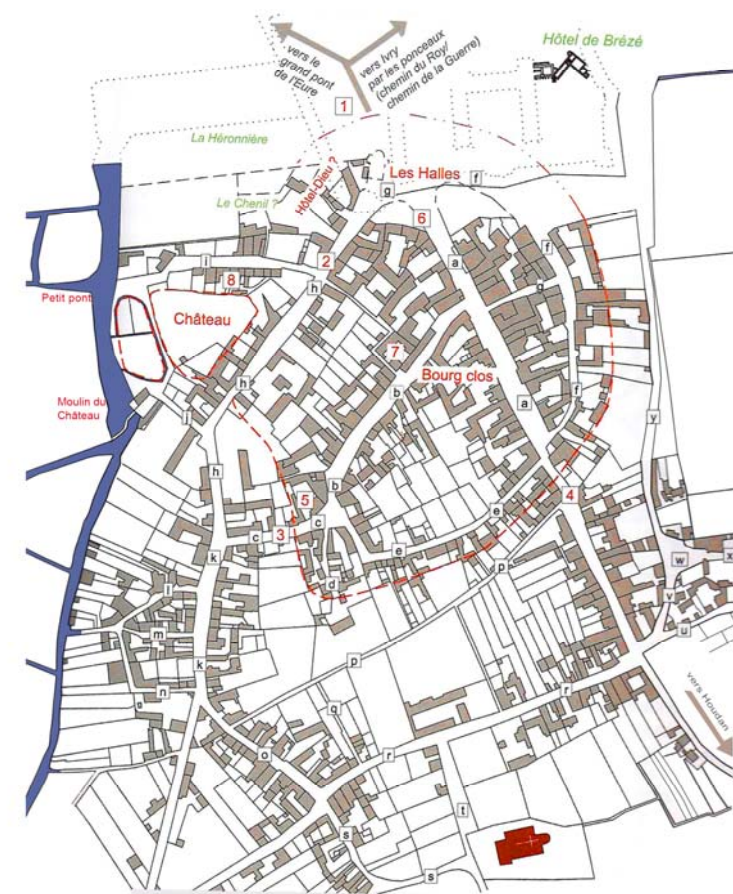 Hôtel de Brézé
vers le
grand pont
de l'Eure
vers Ivry
par les ponceaux
(chemin du Roy/
chemin de la Guerre)
1
La Héronnière
Hôtel-Dieu ?
Les Halles
f
g
Le Chenil ?
6
2
a
f
i
8
h
g
Petit pont
Château
7
Bourg clos
h
b
a
f
Moulin du
Château
j
y
h
b
5
4
c
c
3
e
k
e
w
x
d
p
v
l
u
m
k
p
n
r
q
vers Houdan
o
r
t
s
s